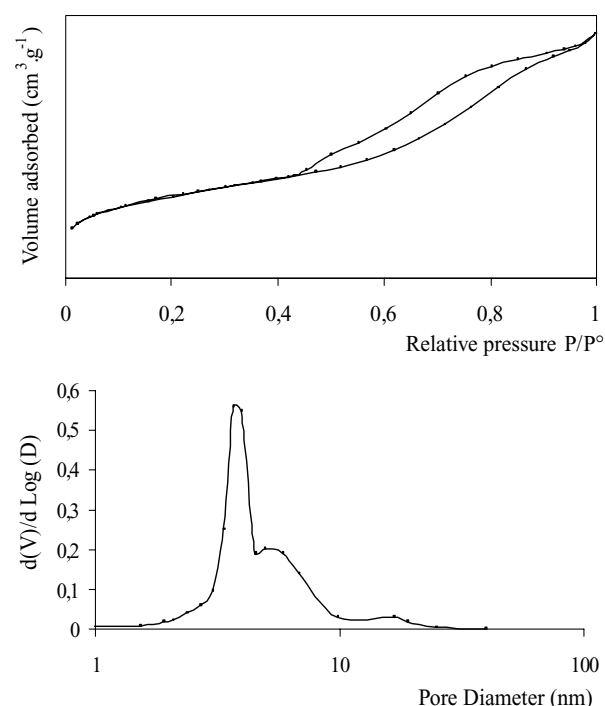 Volume adsorbed (cm³.g⁻¹)
0 0,2 0,4 0,6 0,8 1
Relative pressure P/P°
d(V)/d Log (D)
0,6
0,5
0,4
0,3
0,2
0,1
0
1 10 100
Pore Diameter (nm)